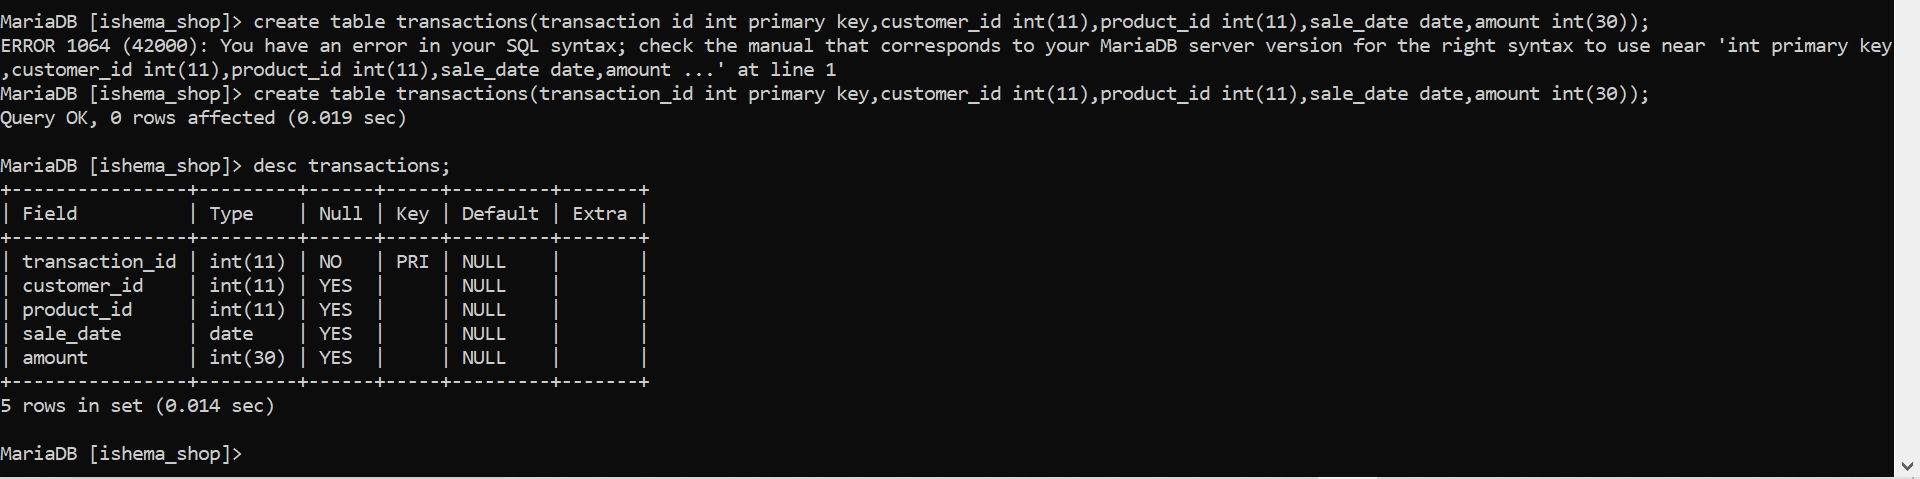 MariaDB [ishema_shop]> create table transactions(transaction id int primary key,customer_id int(11),product_id int(11),sale_date date,amount int(30));
ERROR 1064 (42000): You have an error in your SQL syntax; check the manual that corresponds to your MariaDB server version for the right syntax to use near 'int primary key
,customer_id int(11),product_id int(11),sale_date date,amount ...' at line 1
MariaDB [ishema_shop]> create table transactions(transaction_id int primary key,customer_id int(11),product_id int(11),sale_date date,amount int(30));
Query OK, 0 rows affected (0.019 sec)

MariaDB [ishema_shop]> desc transactions;
+----------------+---------+------+-----+---------+-------+
| Field          | Type    | Null | Key | Default | Extra |
+----------------+---------+------+-----+---------+-------+
| transaction_id | int(11) | NO   | PRI | NULL    |       |
| customer_id    | int(11) | YES  |     | NULL    |       |
| product_id     | int(11) | YES  |     | NULL    |       |
| sale_date      | date    | YES  |     | NULL    |       |
| amount         | int(30) | YES  |     | NULL    |       |
+----------------+---------+------+-----+---------+-------+
5 rows in set (0.014 sec)

MariaDB [ishema_shop]>